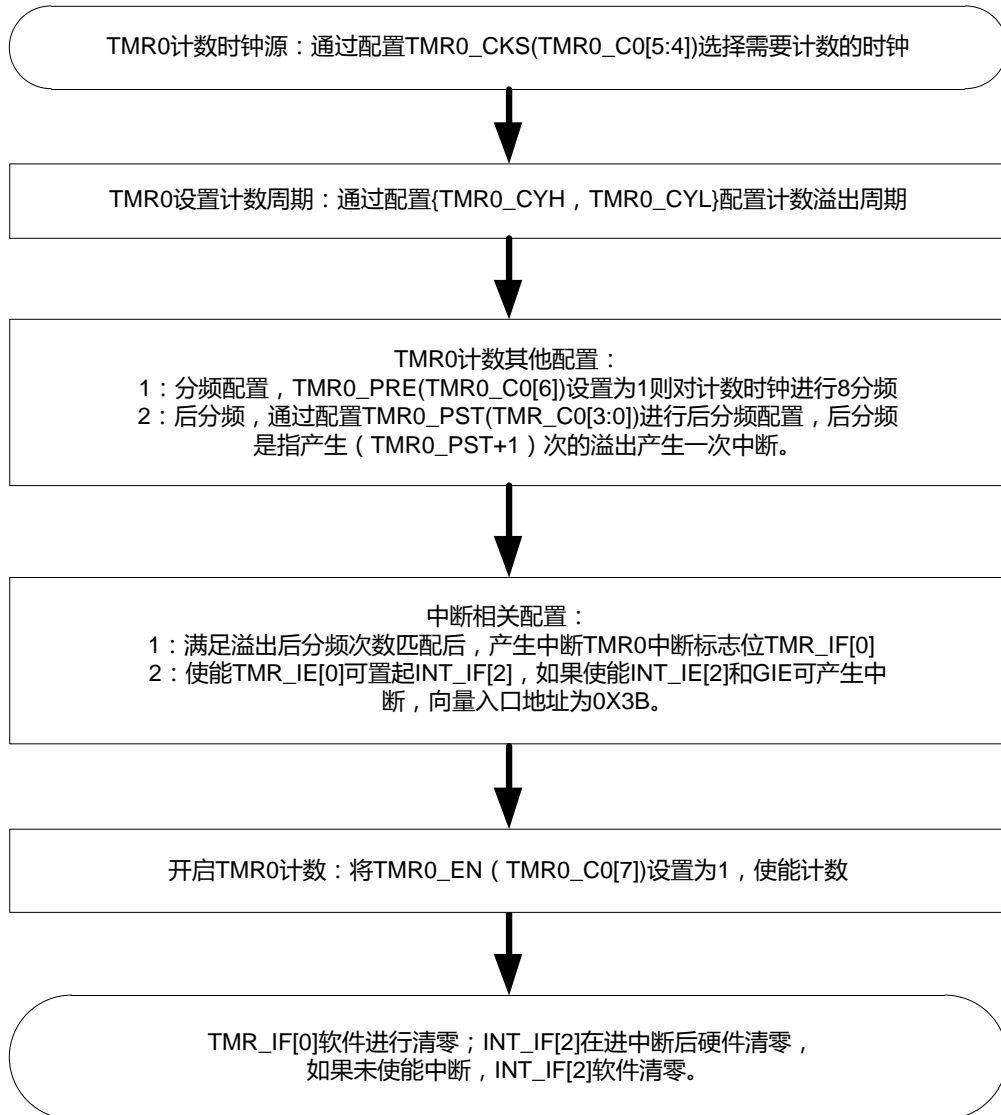 TMR0计数时钟源：通过配置TMR0_CKS(TMR0_C0[5:4])选择需要计数的时钟
TMR0设置计数周期：通过配置{TMR0_CYH，TMR0_CYL}配置计数溢出周期
TMR0计数其他配置：
1：分频配置，TMR0_PRE(TMR0_C0[6])设置为1则对计数时钟进行8分频
2：后分频，通过配置TMR0_PST(TMR_C0[3:0])进行后分频配置，后分频
是指产生（TMR0_PST+1）次的溢出产生一次中断。
中断相关配置：
1：满足溢出后分频次数匹配后，产生中断TMR0中断标志位TMR_IF[0]
2：使能TMR_IE[0]可置起INT_IF[2]，如果使能INT_IE[2]和GIE可产生中
断，向量入口地址为0X3B。
开启TMR0计数：将TMR0_EN（TMR0_C0[7])设置为1，使能计数
TMR_IF[0]软件进行清零；INT_IF[2]在进中断后硬件清零，
如果未使能中断，INT_IF[2]软件清零。